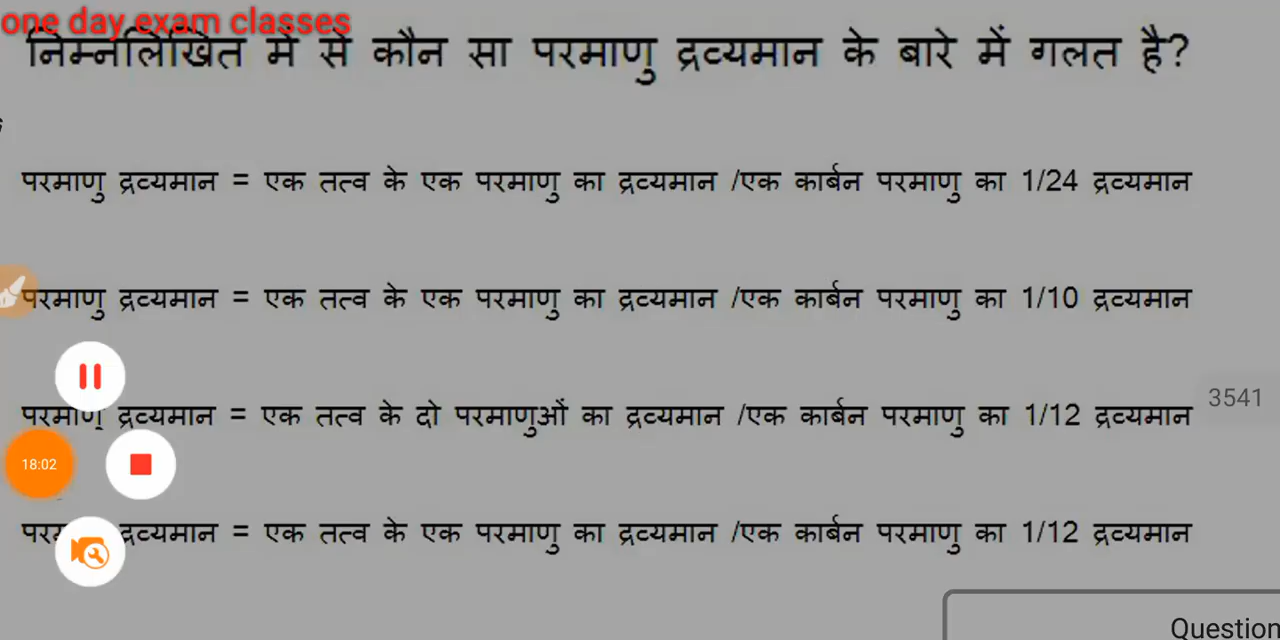 one day exam classes
निम्नलिखित में से कौन सा परमाणु द्रव्यमान के बारे में गलत है?
परमाणु द्रव्यमान = एक तत्व के एक परमाणु का द्रव्यमान /एक कार्बन परमाणु का 1/24 द्रव्यमान
परमाणु द्रव्यमान = एक तत्व के एक परमाणु का द्रव्यमान /एक कार्बन परमाणु का 1/10 द्रव्यमान
परमाणु द्रव्यमान = एक तत्व के दो परमाणुओं का द्रव्यमान /एक कार्बन परमाणु का 1/12 द्रव्यमान
3541
18:02
द्रव्यमान = एक तत्व के एक परमाणु का द्रव्यमान /एक कार्बन परमाणु का 1/12 द्रव्यमान
Question